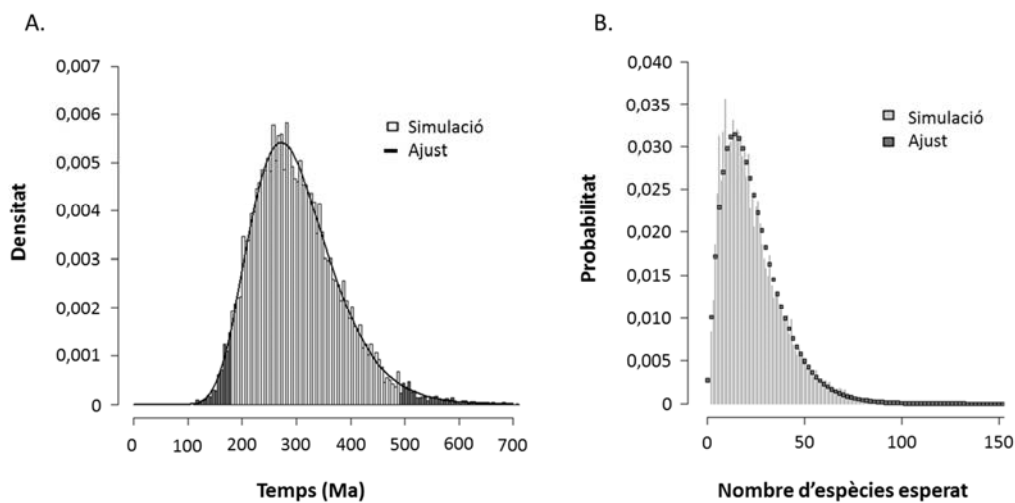 A.
0,007
0,006
0,005
0,004
0,003
0,002
0,001
0
Densitat
Simulació
Ajust
0 100 200 300 400 500 600 700
Temps (Ma)
B.
0,040
0,035
0,030
0,025
0,020
0,015
0,010
0,005
0
Probabilitat
Simulació
Ajust
0 50 100 150
Nombre d'espècies esperat